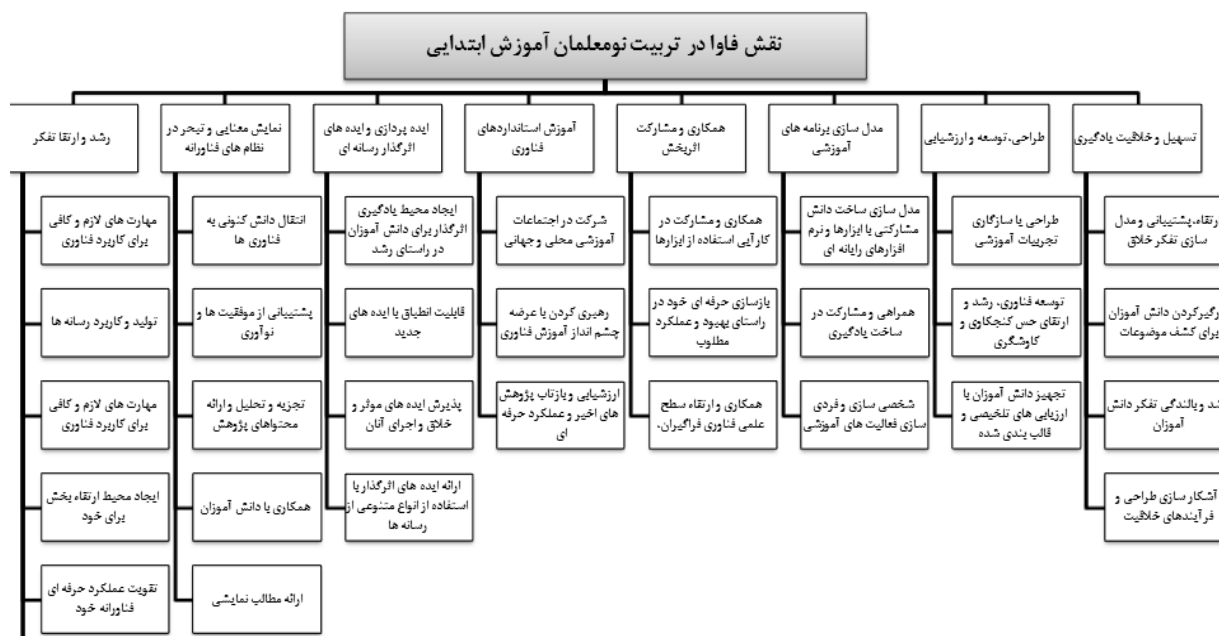 نقش فاوا در تربیت نومعلمان آموزش ابتدایی
تسهیل و خلاقیت یادگیری
رتقاء، پشتیبانی و مدل
سازی تفکر خلاق
رگیرکردن دانش آموزان
برای کشف موضوعات
شد و بالندگی تفکر دانش
آموزان
آشکار سازی طراحی و
فرآیندهای خلاقیت
طراحی، توسعه و ارزشیابی
طراحی یا سازگاری
تجربیات آموزشی
توسعه فناوری، رشد و
ارتقای حس کنجکاوی و
کاوشگری
تجهیز دانش آموزان با
ارزیابی های تلخیصی و
قالب بندی شده
مدل سازی برنامه های
آموزشی
مدل سازی ساخت دانش
مشارکتی با ابزارها و نرم
افزارهای رایانه ای
همراهی و مشارکت در
ساخت یادگیری
شخصی سازی و فردی
سازی فعالیت های آموزشی
همکاری و مشارکت
اثربخش
همکاری و مشارکت در
کارآیی استفاده از ابزارها
بازسازی حرفه ای خود در
راستای بهبود و عملکرد
مطلوب
همکاری و ارتقاء سطح
علمی فناوری فراگیران.
آموزش استانداردهای
فناوری
شرکت در اجتماعات
آموزشی محلی و جهانی
رهبری کردن با عرضه
چشم انداز آموزش فناوری
ارزشیابی و بازتاب پژوهش
های اخیر و عملکرد حرفه
ای
ایده پردازی و ایده های
اثرگذار رسانه ای
ایجاد محیط یادگیری
اثرگذار برای دانش آموزان
در راستای رشد
قابلیت انطباق با ایده های
جدید
پذیرش ایده های موثر و
خلاق و اجرای آنان
ارائه ایده های اثرگذار با
استفاده از انواع متنوعی از
رسانه ها
نمایش معنایی و تبحر در
نظام های فناورانه
انتقال دانش کنونی به
فناوری ها
پشتیبانی از موفقیت ها و
نوآوری
تجزیه و تحلیل و ارائه
محتواهای پژوهش
همکاری با دانش آموزان
ارائه مطالب نمایشی
رشد و ارتقا تفکر
مهارت های لازم و کافی
برای کاربرد فناوری
تولید و کاربرد رسانه ها
مهارت های لازم و کافی
برای کاربرد فناوری
ایجاد محیط ارتقاء بخش
برای خود
تقویت عملکرد حرفه ای
فناورانه خود